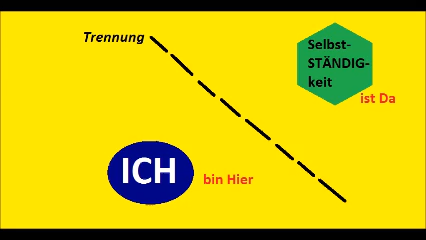 Trennung
Selbst-
STÄNDIG-
keit
ist Da
ICH
bin Hier